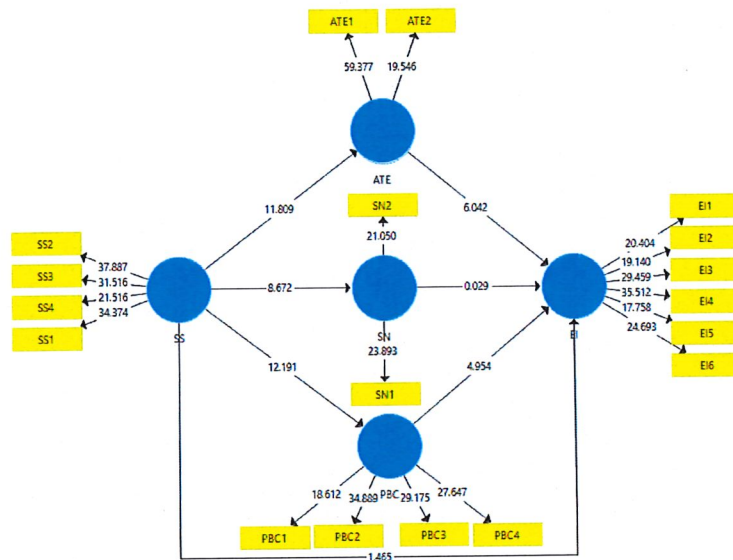 ATE1
ATE2
59.377
19.546
ATE
11.809
SN2
6.042
21.050
SS2
SS3
SS4
SS1
37.887
31.516
21.516
34.374
SS
8.672
SN
0.029
EI
20.404
19.140
29.459
35.512
17.758
24.693
EI1
EI2
EI3
EI4
EI5
EI6
23.893
SN1
12.191
4.954
PBC
18.612
34.889
29.175
27.647
PBC1
PBC2
PBC3
PBC4
1.465